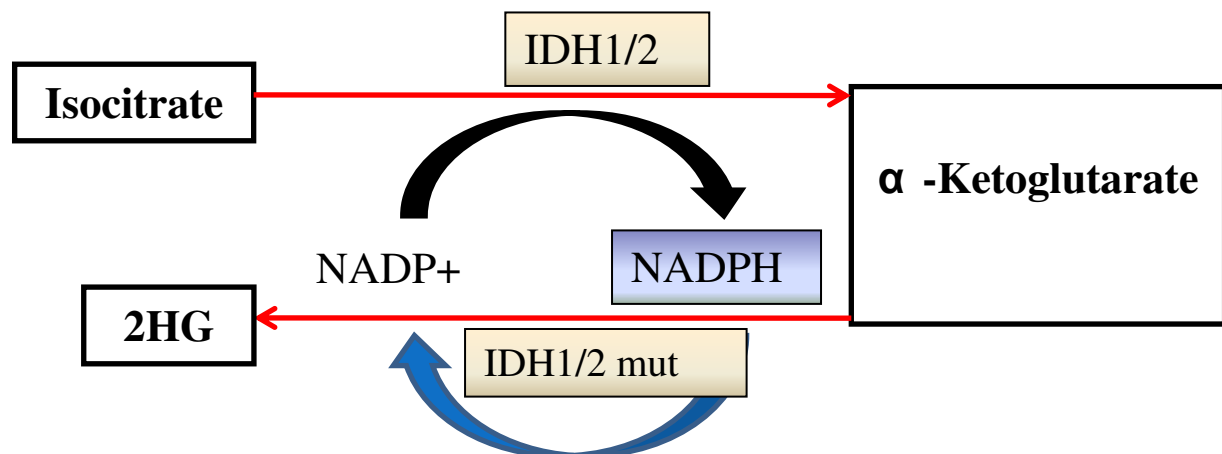 IDH1/2
Isocitrate
α -Ketoglutarate
NADP+
NADPH
2HG
IDH1/2 mut